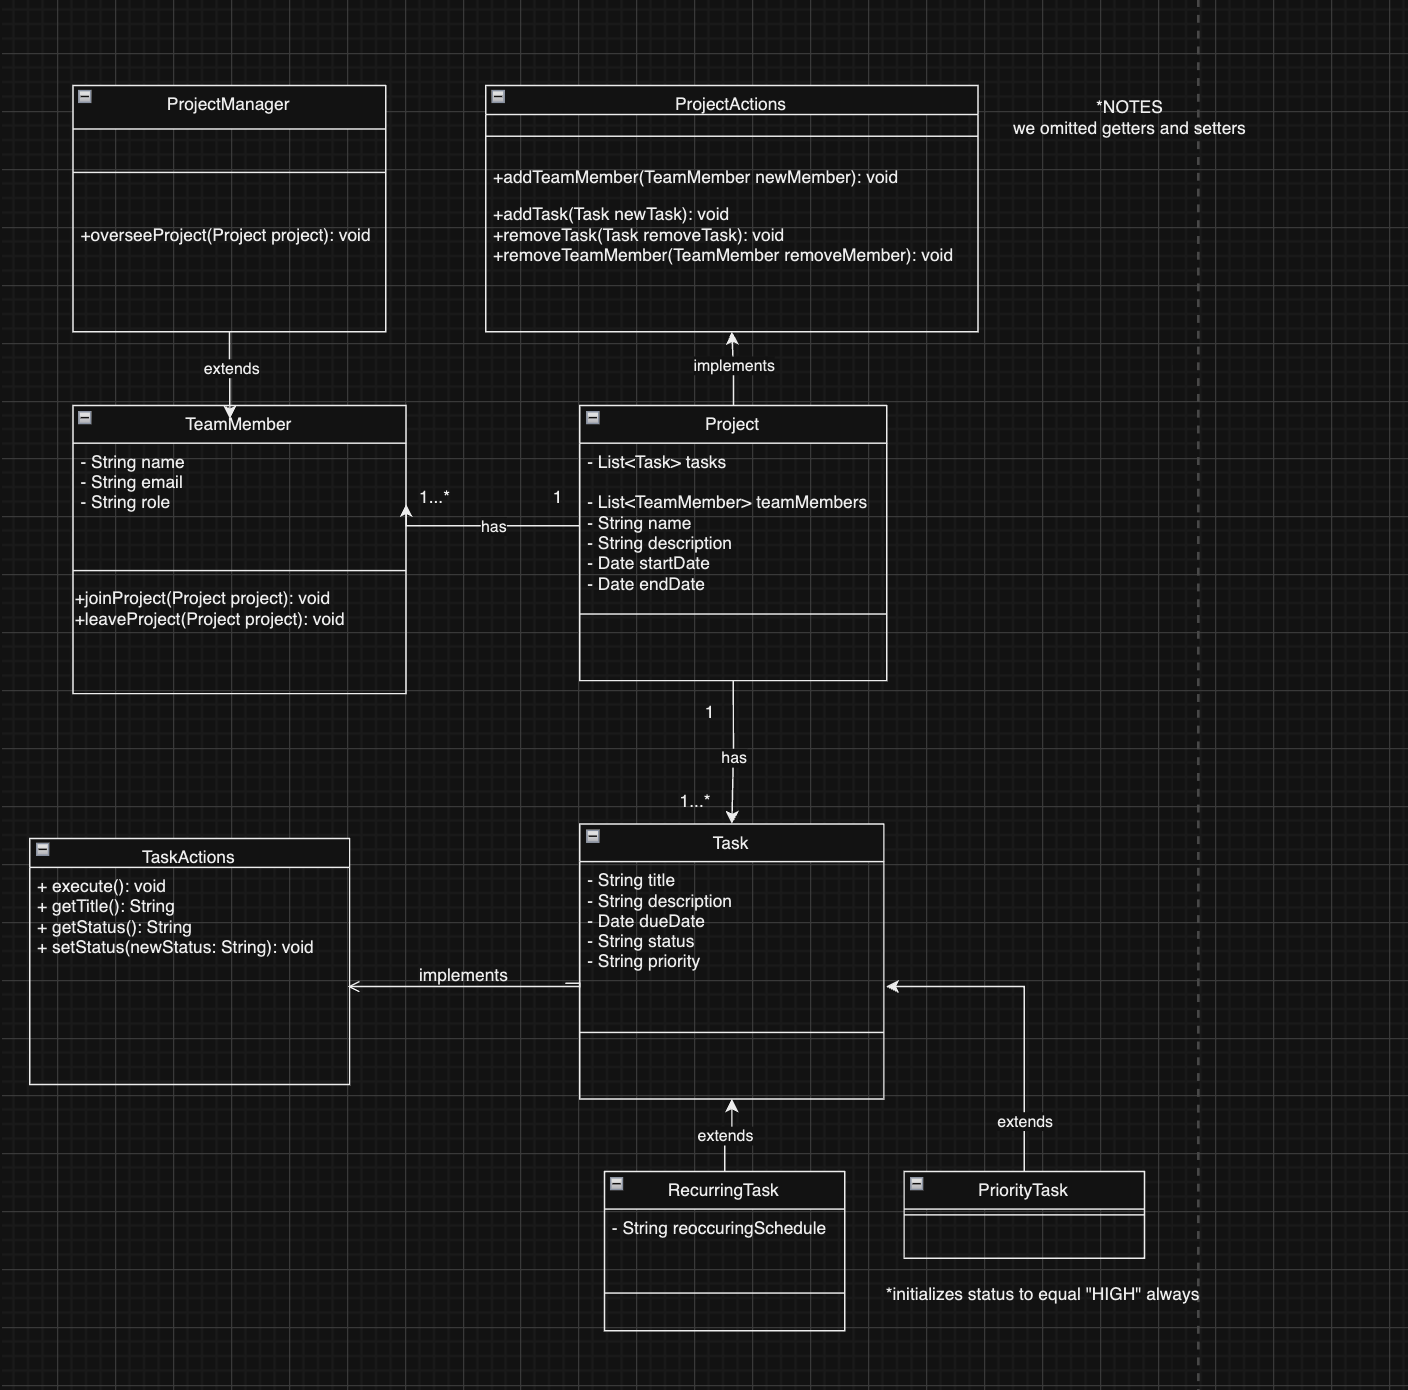 ProjectManager
+overseeProject(Project project): void
ProjectActions
+addTeamMember(TeamMember newMember): void
+addTask(Task newTask): void
+removeTask(Task removeTask): void
+removeTeamMember(TeamMember removeMember): void
*NOTES
we omitted getters and setters
extends
implements
TeamMember
- String name
- String email
- String role
+joinProject(Project project): void
+leaveProject(Project project): void
1...*
has
1
Project
- List<Task> tasks
- List<TeamMember> teamMembers
- String name
- String description
- Date startDate
- Date endDate
1
has
1...*
TaskActions
+ execute(): void
+ getTitle(): String
+ getStatus(): String
+ setStatus(newStatus: String): void
implements
Task
- String title
- String description
- Date dueDate
- String status
- String priority
extends
extends
RecurringTask
- String reoccuringSchedule
PriorityTask
*initializes status to equal "HIGH" always